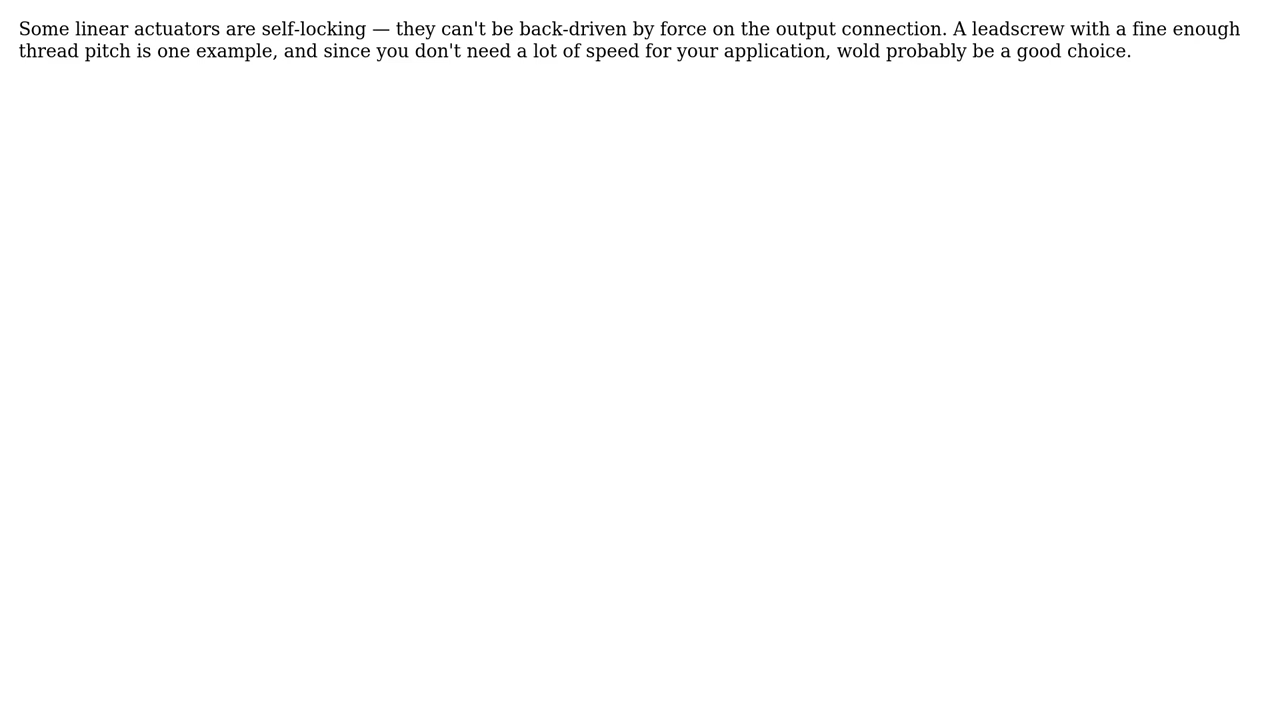 Some linear actuators are self-locking — they can't be back-driven by force on the output connection. A leadscrew with a fine enough
thread pitch is one example, and since you don't need a lot of speed for your application, wold probably be a good choice.